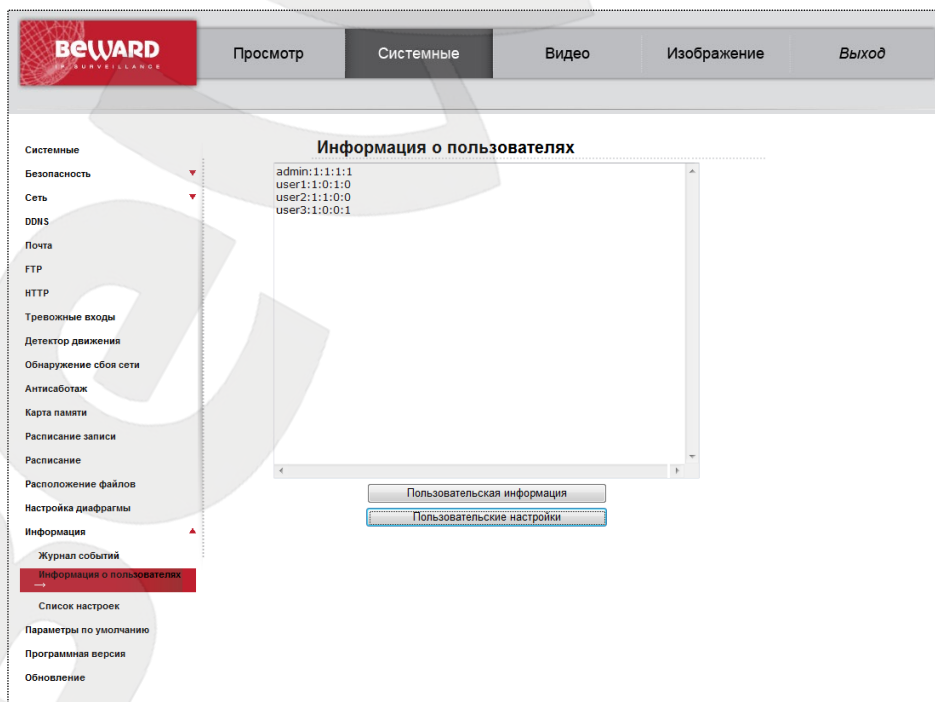 BEWARD
IP SURVEILLANCE
Просмотр
Системные
Видео
Изображение
Выход
Системные
Безопасность
Сеть
DDNS
Почта
FTP
HTTP
Тревожные входы
Детектор движения
Обнаружение сбоя сети
Антисаботаж
Карта памяти
Расписание записи
Расписание
Расположение файлов
Настройка диафрагмы
Информация
Журнал событий
Информация о пользователях
→
Список настроек
Параметры по умолчанию
Программная версия
Обновление
Информация о пользователях
admin:1:1:1:1
user1:1:0:1:0
user2:1:1:0:0
user3:1:0:0:1
Пользовательская информация
Пользовательские настройки